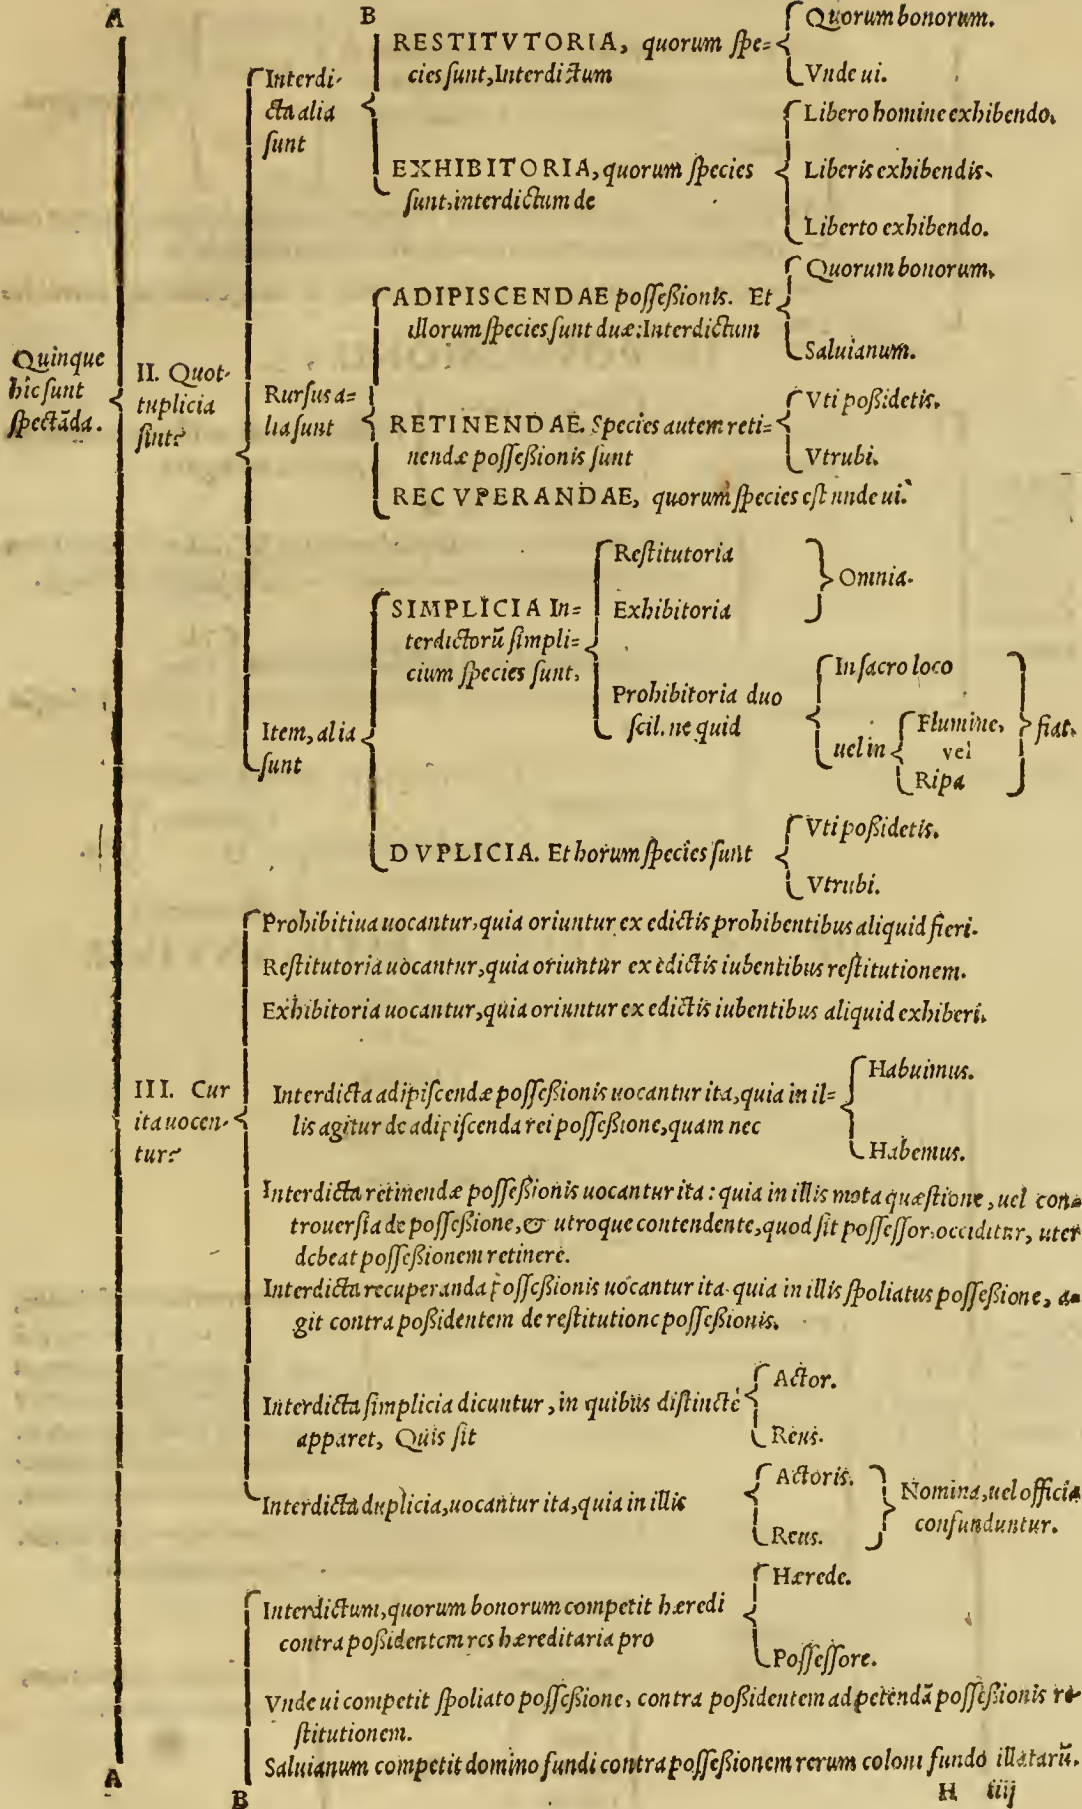 A B
Quinque
hic sunt
spectãda.
II. Quot-
tuplicia
sint?
Interdi-
cta alia
sunt
RESTITVTORIA, quorum spe=
cies sunt, Interdictum
Quorum bonorum.
Vnde ui.
EXHIBITORIA, quorum species
sunt, interdictum de
Libero homine exhibendo.
Liberis exhibendis.
Liberto exhibendo.
Rursus a=
lia sunt
ADIPISCENDAE possessionis. Et
illorum species sunt duæ: Interdictum
Quorum bonorum.
Saluianum.
RETINENDAE. Species autem reti=
nendæ possessionis sunt
Vti possidetis.
Vtrubi.
RECVPERANDAE, quorum species est unde ui.
Item, alia
sunt
SIMPLICIA In=
terdictorũ simpli=
cium species sunt,
Restitutoria
Exhibitoria
Omnia.
Prohibitoria duo
scil. ne quid
In sacro loco
uel in
Flumine,
vel
Ripa
fiat.
DVPLICIA. Et horum species sunt
Vti possidetis.
Vtrubi.
III. Cur
ita uocen-
tur?
Prohibitiua uocantur, quia oriuntur ex edictis prohibentibus aliquid fieri.
Restitutoria uocantur, quia oriuntur ex edictis iubentibus restitutionem.
Exhibitoria uocantur, quia oriuntur ex edictis iubentibus aliquid exhiberi.
Interdicta adipiscendæ possessionis uocantur ita, quia in il=
lis agitur de adipiscenda rei possessione, quam nec
Habuimus.
Habemus.
Interdicta retinendæ possessionis uocantur ita: quia in illis mota quæstione, uel con=
trouersia de possessione, & utroque contendente, quod sit possessor, occiditur, uter
debeat possessionem retinere.
Interdicta recuperanda possessionis uocantur ita. quia in illis spoliatus possessione, a=
git contra possidentem de restitutione possessionis.
Interdicta simplicia dicuntur, in quibus distinctè
apparet, Quis sit
Actor.
Reus.
Interdicta duplicia, uocantur ita, quia in illis
Actoris.
Reus.
Nomina, uel officia
confunduntur.
Interdictum, quorum bonorum competit hæredi
contra possidentem res hæreditaria pro
Hærede.
Possessore.
Vnde ui competit spoliato possessione, contra possidentem ad petendã possessionis re-
stitutionem.
Saluianum competit domino fundi contra possessionem rerum coloni fundo illatarũ.
A B
H iiij